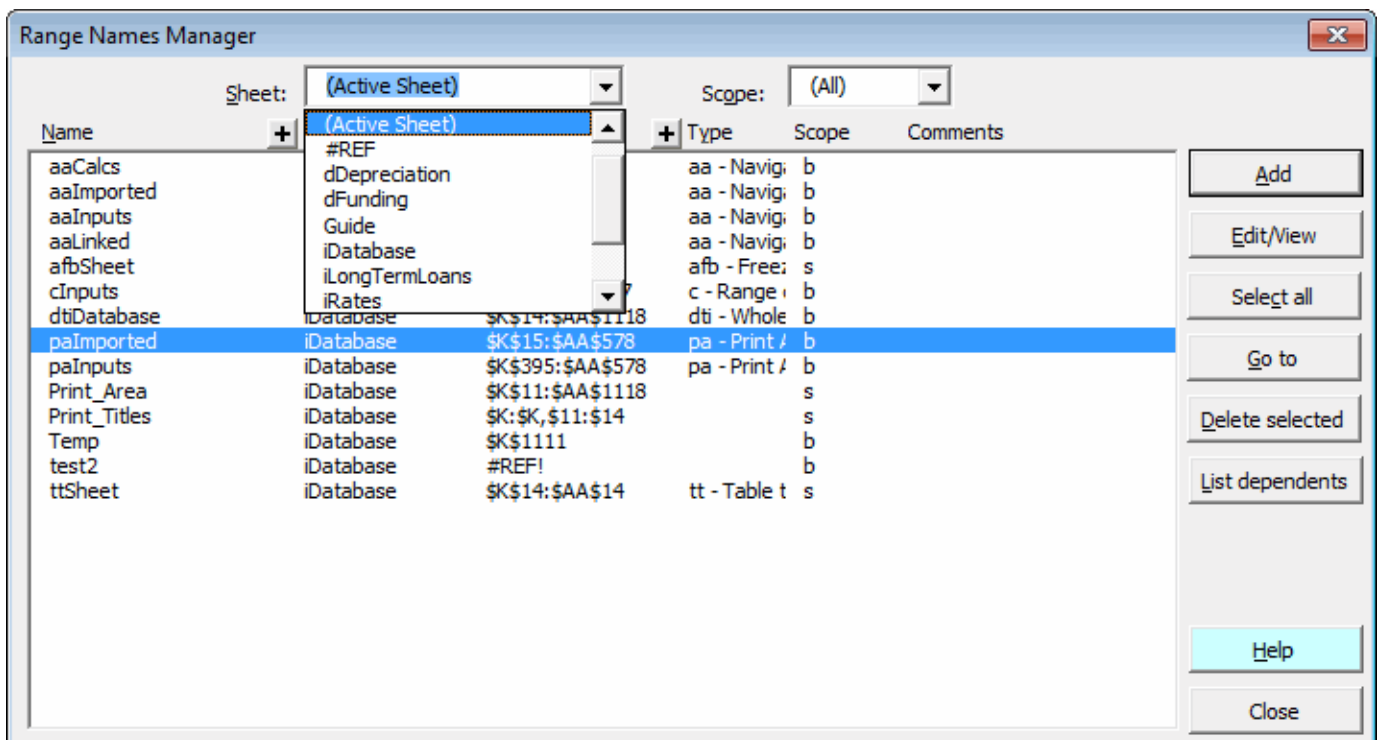 Range Names Manager
Sheet: (Active Sheet) Scope: (All)
Name + (Active Sheet) + Type Scope Comments
#REF
dDepreciation
dFunding
Guide
iDatabase
iLongTermLoans
iRates
aaCalcs aa - Naviga b
aaImported aa - Naviga b
aaInputs aa - Naviga b
aaLinked aa - Naviga b
afbSheet afb - Freez s
cInputs c - Range b
dtiDatabase iDatabase $K$14:$AA$1118 dti - Whole b
paImported iDatabase $K$15:$AA$578 pa - Print A b
paInputs iDatabase $K$395:$AA$578 pa - Print A b
Print_Area iDatabase $K$11:$AA$1118 s
Print_Titles iDatabase $K:$K,$11:$14 s
Temp iDatabase $K$1111 b
test2 iDatabase #REF! b
ttSheet iDatabase $K$14:$AA$14 tt - Table t s
Add
Edit/View
Select all
Go to
Delete selected
List dependents
Help
Close